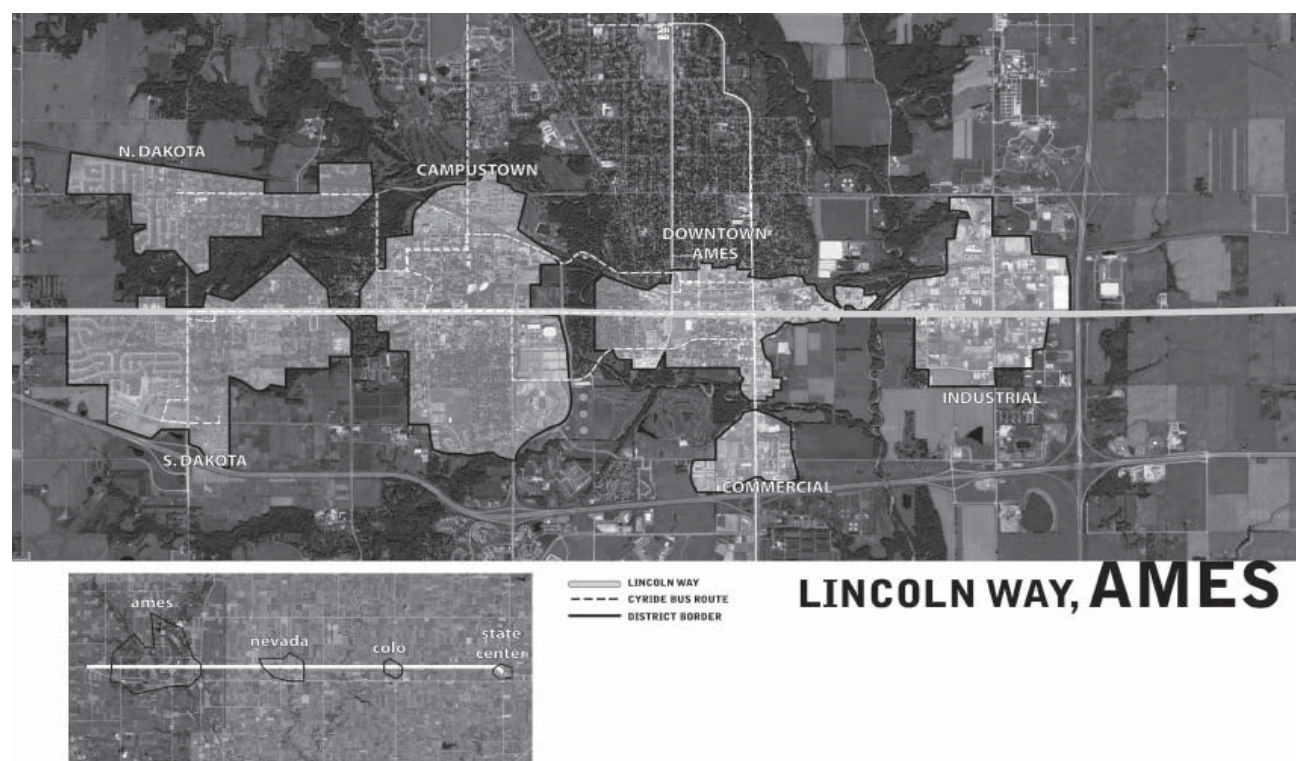 N. DAKOTA
CAMPUSTOWN
DOWNTOWN
AMES
S. DAKOTA
INDUSTRIAL
COMMERCIAL
LINCOLN WAY
CYRIDE BUS ROUTE
DISTRICT BORDER
LINCOLN WAY, AMES
ames
nevada
colo
state
center